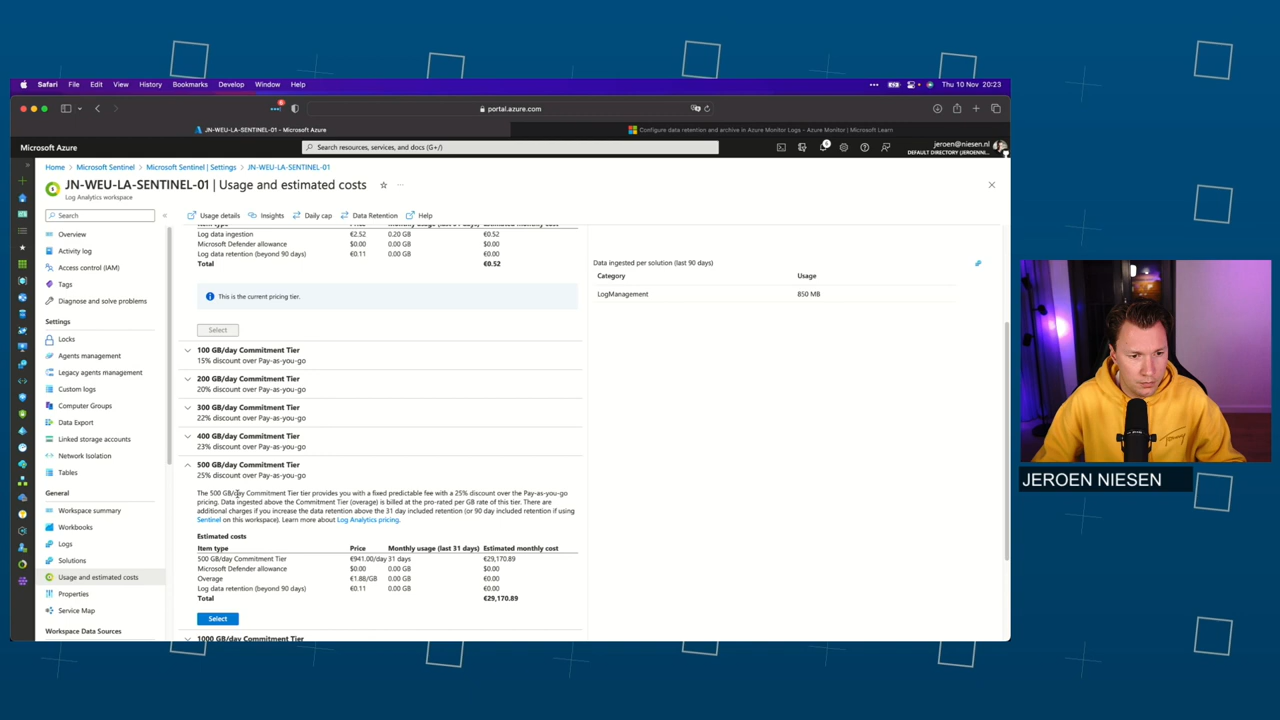 Safari File Edit View History Bookmarks Develop Window Help
Thu 10 Nov 20:23
portal.azure.com
JN-WEU-LA-SENTINEL-01 - Microsoft Azure
Configure data retention and archive in Azure Monitor Logs - Azure Monitor | Microsoft Learn
Microsoft Azure
Search resources, services, and docs (G+/)
jeroen@niesen.nl
Home Microsoft Sentinel Microsoft Sentinel | Settings JN-WEU-LA-SENTINEL-01
JN-WEU-LA-SENTINEL-01 | Usage and estimated costs
Log Analytics workspace
Search
Usage details Insights Daily cap Data Retention Help
Overview
Activity log
Access control (IAM)
Tags
Diagnose and solve problems
Settings
Locks
Agents management
Legacy agents management
Custom logs
Computer Groups
Data Export
Linked storage accounts
Network Isolation
Tables
General
Workspace summary
Workbooks
Logs
Solutions
Usage and estimated costs
Properties
Service Map
Workspace Data Sources
Log data ingestion €2.52 0.20 GB €0.52
Microsoft Defender allowance $0.00 0.00 GB €0.00
Log data retention (beyond 90 days) €0.11 0.00 GB €0.00
Total €0.52
This is the current pricing tier.
Select
100 GB/day Commitment Tier
15% discount over Pay-as-you-go
200 GB/day Commitment Tier
20% discount over Pay-as-you-go
300 GB/day Commitment Tier
22% discount over Pay-as-you-go
400 GB/day Commitment Tier
23% discount over Pay-as-you-go
500 GB/day Commitment Tier
25% discount over Pay-as-you-go
The 500 GB/day Commitment Tier tier provides you with a fixed predictable fee with a 25% discount over the Pay-as-you-go
pricing. Data ingested above the Commitment Tier (overage) is billed at the pro-rated per GB rate of this tier. There are
additional charges if you increase the data retention above the 31 day included retention (or 90 day included retention if using
Sentinel on this workspace). Learn more about Log Analytics pricing.
Estimated costs
Item type Price Monthly usage (last 31 days) Estimated monthly cost
500 GB/day Commitment Tier €941.00/day 31 days €29,170.89
Microsoft Defender allowance $0.00 0.00 GB €0.00
Overage €1.88/GB 0.00 GB €0.00
Log data retention (beyond 90 days) €0.11 0.00 GB €0.00
Total €29,170.89
Select
1000 GB/day Commitment Tier
Data ingested per solution (last 90 days)
Category Usage
LogManagement 850 MB
JEROEN NIESEN